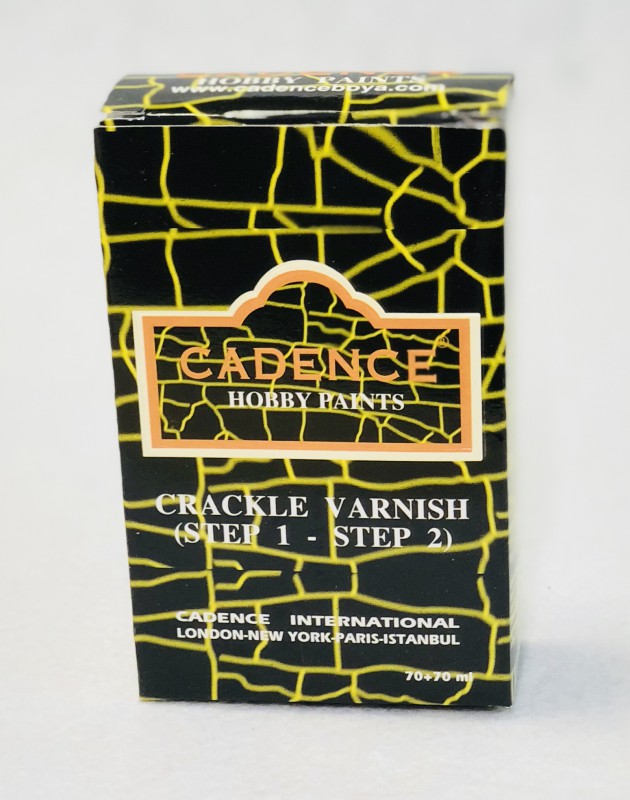 HOBBY PAINTS
www.cadenceboya.com
CADENCE®
HOBBY PAINTS
CRACKLE VARNISH
(STEP 1 - STEP 2)
CADENCE INTERNATIONAL
LONDON-NEW YORK-PARIS-ISTANBUL
70+70 ml